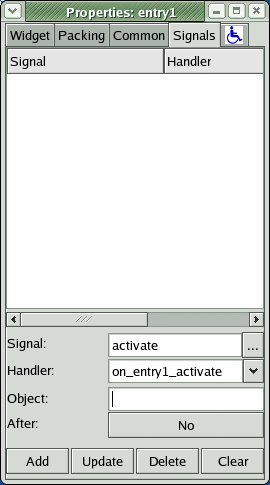 Properties: entry1
Widget Packing Common Signals
Signal Handler
Signal: activate ...
Handler: on_entry1_activate
Object:
After: No
Add Update Delete Clear